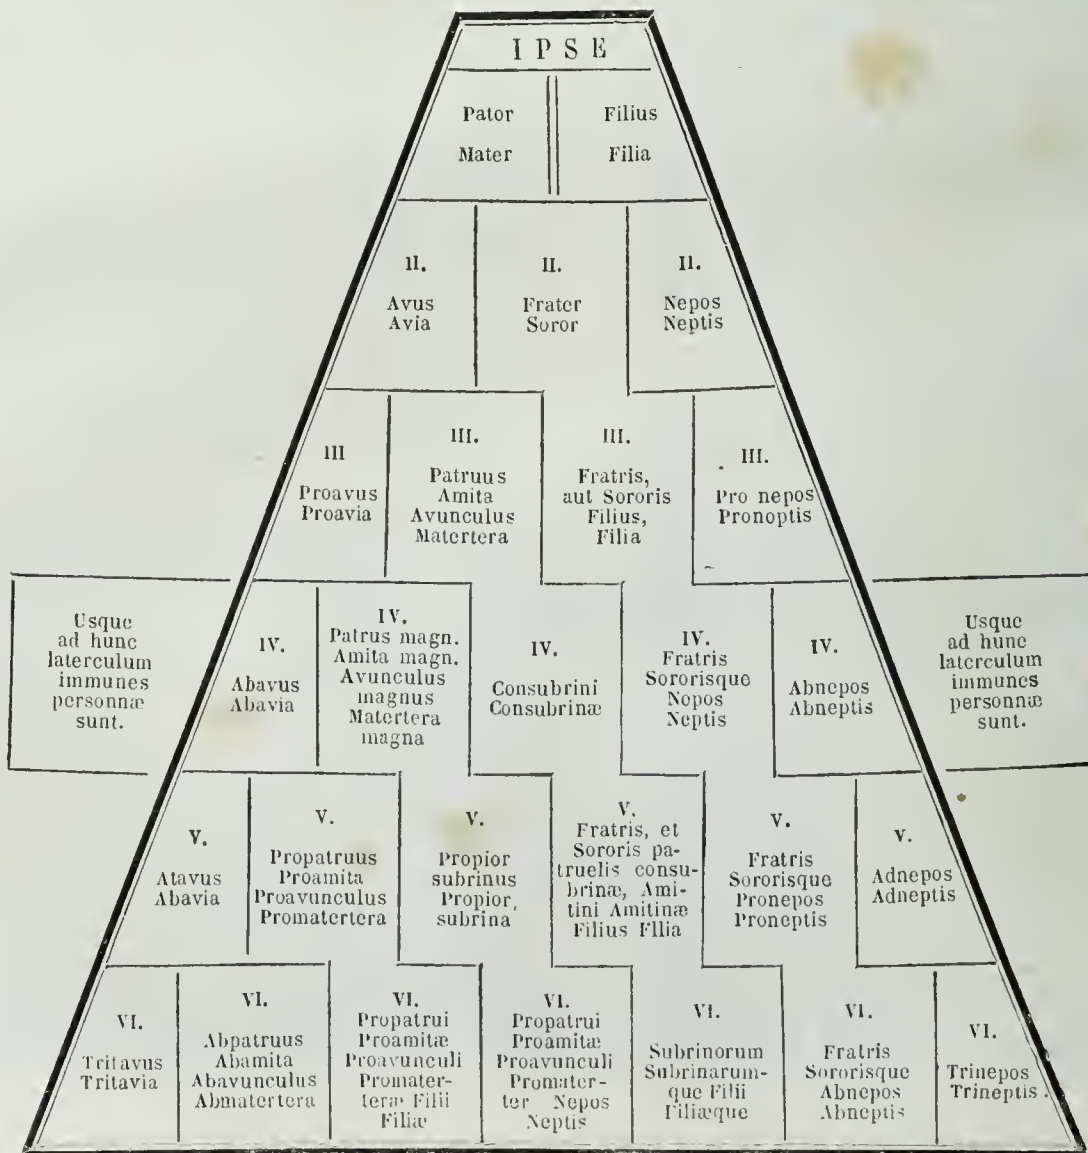 IPSE
Pator
Mater
Filius
Filia
II.
Avus
Avia
II.
Frater
Soror
II.
Nepos
Neptis
III
Proavus
Proavia
III.
Patruus
Amita
Avunculus
Matertera
III.
Fratris,
aut Sororis
Filius,
Filia
III.
Pro nepos
Pronoptis
Usque
ad hunc
laterculum
immunes
personnæ
sunt.
IV.
Abavus
Abavia
IV.
Patrus magn.
Amita magn.
Avunculus
magnus
Matertera
magna
IV.
Consubrini
Consubrinæ
IV.
Fratris
Sororisque
Nopos
Neptis
IV.
Abnepos
Abneptis
Usque
ad hunc
laterculum
immunes
personnæ
sunt.
V.
Atavus
Abavia
V.
Propatruus
Proamita
Proavunculus
Promatertera
V.
Propior
subrinus
Propior
subrina
V.
Fratris, et
Sororis pa-
truelis consu-
brinæ, Ami-
tini Amitinæ
Filius FIlia
V.
Fratris
Sororisque
Pronepos
Proneptis
V.
Adnepos
Adneptis
VI.
Tritavus
Tritavia
VI.
Abpatruus
Abamita
Abavunculus
Abmatertera
VI.
Propatrui
Proamitæ
Proavunculi
Promater-
teræ Filii
Filiæ
VI.
Propatrui
Proamitæ
Proavunculi
Promater-
ter Nepos
Neptis
VI.
Subrinorum
Subrinarum-
que Filii
Filiæque
VI.
Fratris
Sororisque
Abnepos
Abneptis
VI.
Trinepos
Trineptis.